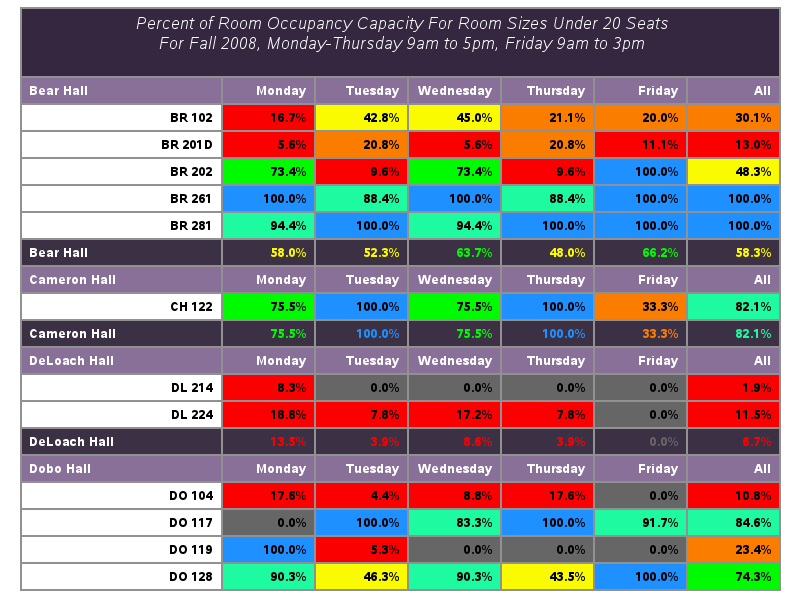 Percent of Room Occupancy Capacity For Room Sizes Under 20 Seats
For Fall 2008, Monday-Thursday 9am to 5pm, Friday 9am to 3pm
Bear Hall Monday Tuesday Wednesday Thursday Friday All
BR 102 16.7% 42.8% 45.0% 21.1% 20.0% 30.1%
BR 201D 5.6% 20.8% 5.6% 20.8% 11.1% 13.0%
BR 202 73.4% 9.6% 73.4% 9.6% 100.0% 48.3%
BR 261 100.0% 88.4% 100.0% 88.4% 100.0% 100.0%
BR 281 94.4% 100.0% 94.4% 100.0% 100.0% 100.0%
Bear Hall 58.0% 52.3% 63.7% 48.0% 66.2% 58.3%
Cameron Hall Monday Tuesday Wednesday Thursday Friday All
CH 122 75.5% 100.0% 75.5% 100.0% 33.3% 82.1%
Cameron Hall 75.5% 100.0% 75.5% 100.0% 33.3% 82.1%
DeLoach Hall Monday Tuesday Wednesday Thursday Friday All
DL 214 8.3% 0.0% 0.0% 0.0% 0.0% 1.9%
DL 224 18.8% 7.8% 17.2% 7.8% 0.0% 11.5%
DeLoach Hall 13.5% 3.9% 8.6% 3.9% 0.0% 6.7%
Dobo Hall Monday Tuesday Wednesday Thursday Friday All
DO 104 17.6% 4.4% 8.8% 17.6% 0.0% 10.8%
DO 117 0.0% 100.0% 83.3% 100.0% 91.7% 84.6%
DO 119 100.0% 5.3% 0.0% 0.0% 0.0% 23.4%
DO 128 90.3% 46.3% 90.3% 43.5% 100.0% 74.3%